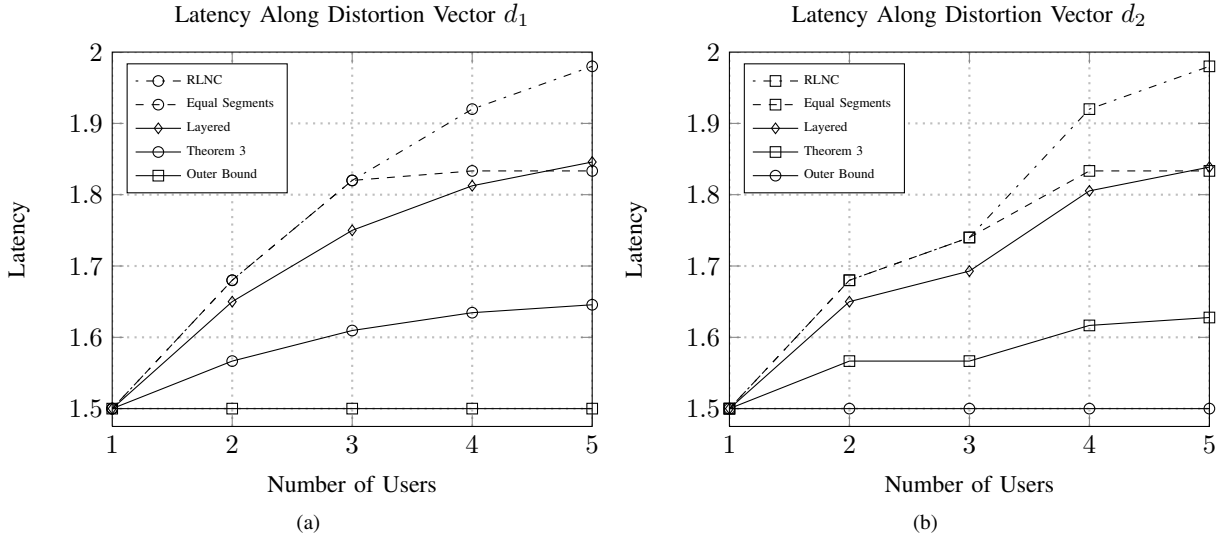 Latency Along Distortion Vector d₁
2
1.9
1.8
1.7
1.6
1.5
Latency
RLNC
Equal Segments
Layered
Theorem 3
Outer Bound
1 2 3 4 5
Number of Users
(a)
Latency Along Distortion Vector d₂
2
1.9
1.8
1.7
1.6
1.5
Latency
RLNC
Equal Segments
Layered
Theorem 3
Outer Bound
1 2 3 4 5
Number of Users
(b)